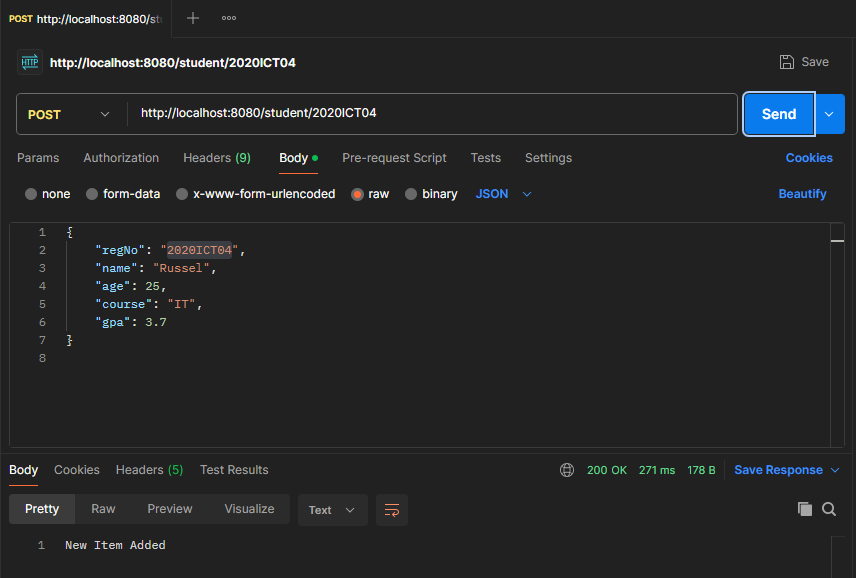 POST http://localhost:8080/st
HTTP http://localhost:8080/student/2020ICT04 Save
POST http://localhost:8080/student/2020ICT04 Send
Params Authorization Headers (9) Body Pre-request Script Tests Settings Cookies
none form-data x-www-form-urlencoded raw binary JSON Beautify
1 {
2 "regNo": "2020ICT04",
3 "name": "Russel",
4 "age": 25,
5 "course": "IT",
6 "gpa": 3.7
7 }
8
Body Cookies Headers (5) Test Results 200 OK 271 ms 178 B Save Response
Pretty Raw Preview Visualize Text
1 New Item Added